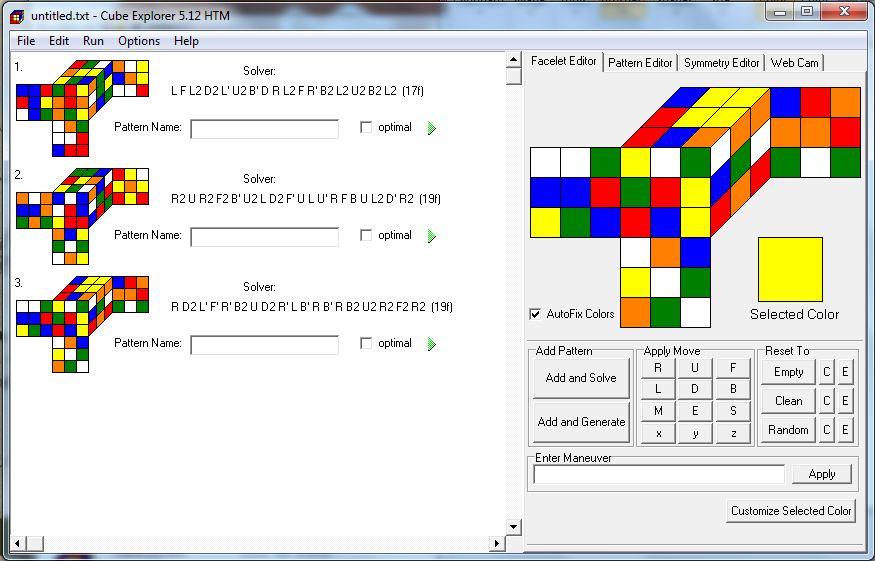 untitled.txt - Cube Explorer 5.12 HTM
File Edit Run Options Help
1.
Solver:
L F L2 D2 L' U2 B' D R L2 F R' B2 L2 U2 B2 L2 (17f)
Pattern Name:
optimal
2.
Solver:
R2 U R2 F2 B' U2 L D2 F' U L U' R F B U L2 D' R2 (19f)
Pattern Name:
optimal
3.
Solver:
R D2 L' F' R' B2 U D2 R' L B' R B' R B2 U2 R2 F2 R2 (19f)
Pattern Name:
optimal
Facelet Editor Pattern Editor Symmetry Editor Web Cam
AutoFix Colors
Selected Color
Add Pattern
Add and Solve
Add and Generate
Apply Move
R U F
L D B
M E S
x y z
Reset To
Empty C E
Clean C E
Random C E
Enter Maneuver
Apply
Customize Selected Color